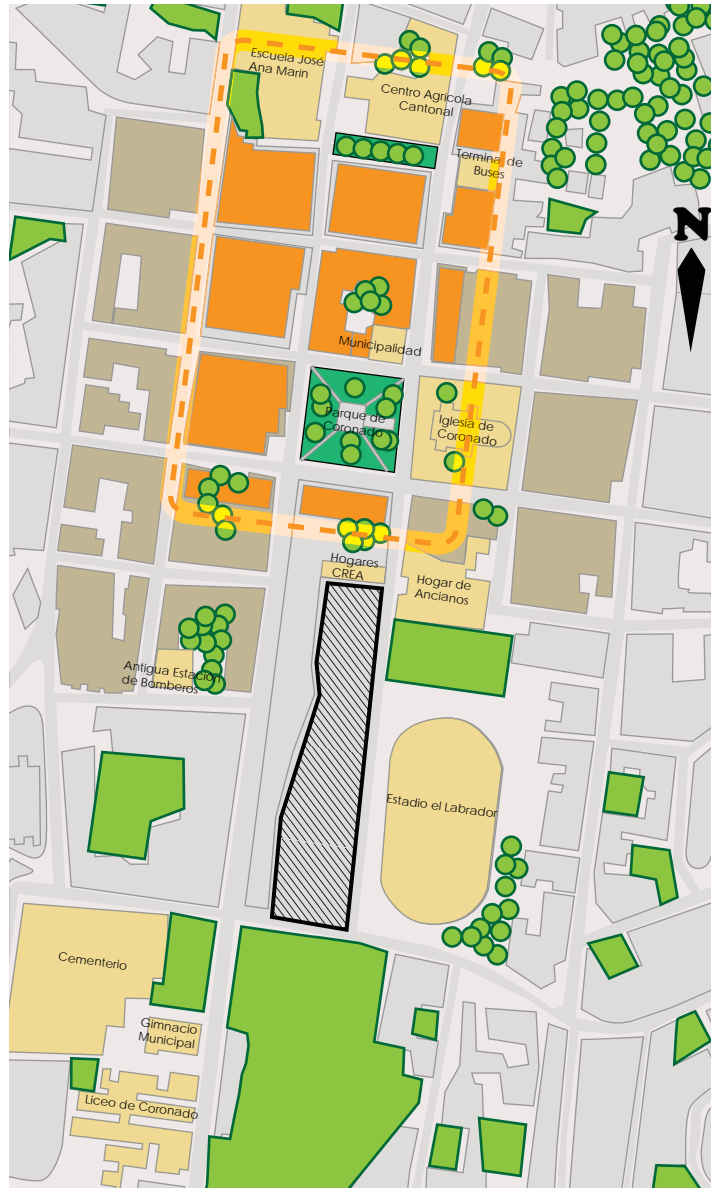 Escuela José
Ana Marín
Centro Agrícola
Cantonal
Terminal de
Buses
N
Municipalidad
Parque de
Coronado
Iglesia de
Coronado
Hogares
CREA
Hogar de
Ancianos
Antigua Estación
de Bomberos
Estadio el Labrador
Cementerio
Gimnacio
Municipal
Liceo de Coronado